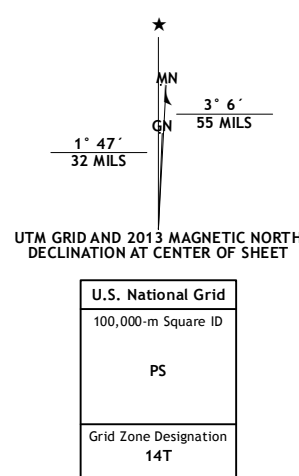 ★
MN
3° 6´
55 MILS
GN
1° 47´
32 MILS
UTM GRID AND 2013 MAGNETIC NORTH
DECLINATION AT CENTER OF SHEET
U.S. National Grid
100,000-m Square ID
PS
Grid Zone Designation
14T